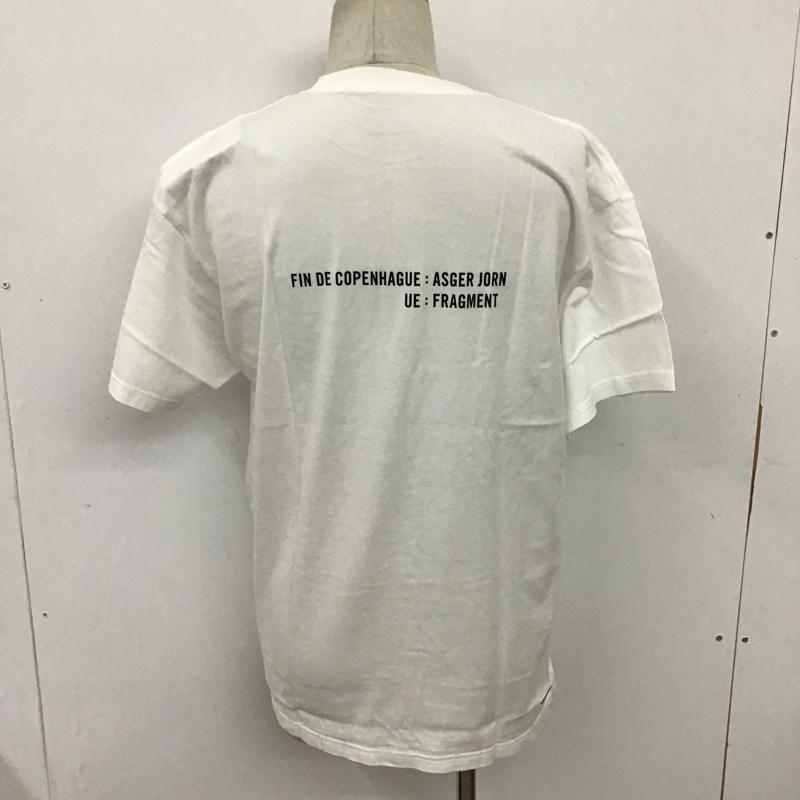 FIN DE COPENHAGUE : ASGER JORN
UE : FRAGMENT